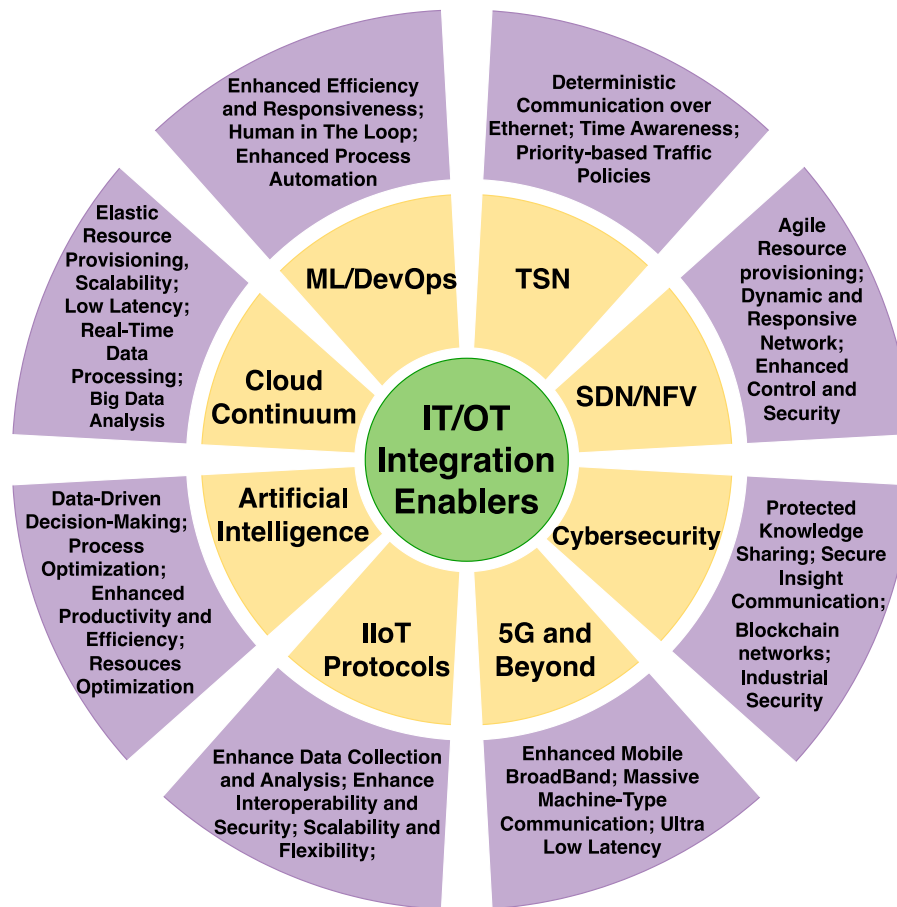 IT/OT
Integration
Enablers
ML/DevOps
Enhanced Efficiency
and Responsiveness;
Human in The Loop;
Enhanced Process
Automation
TSN
Deterministic
Communication over
Ethernet; Time Awareness;
Priority-based Traffic
Policies
SDN/NFV
Agile
Resource
provisioning;
Dynamic and
Responsive
Network;
Enhanced
Control and
Security
Cybersecurity
Protected
Knowledge
Sharing; Secure
Insight
Communication;
Blockchain
networks;
Industrial
Security
5G and
Beyond
Enhanced Mobile
BroadBand; Massive
Machine-Type
Communication; Ultra
Low Latency
IIoT
Protocols
Enhance Data Collection
and Analysis; Enhance
Interoperability and
Security; Scalability and
Flexibility;
Artificial
Intelligence
Data-Driven
Decision-Making;
Process
Optimization;
Enhanced
Productivity and
Efficiency;
Resouces
Optimization
Cloud
Continuum
Elastic
Resource
Provisioning,
Scalability;
Low Latency;
Real-Time
Data
Processing;
Big Data
Analysis